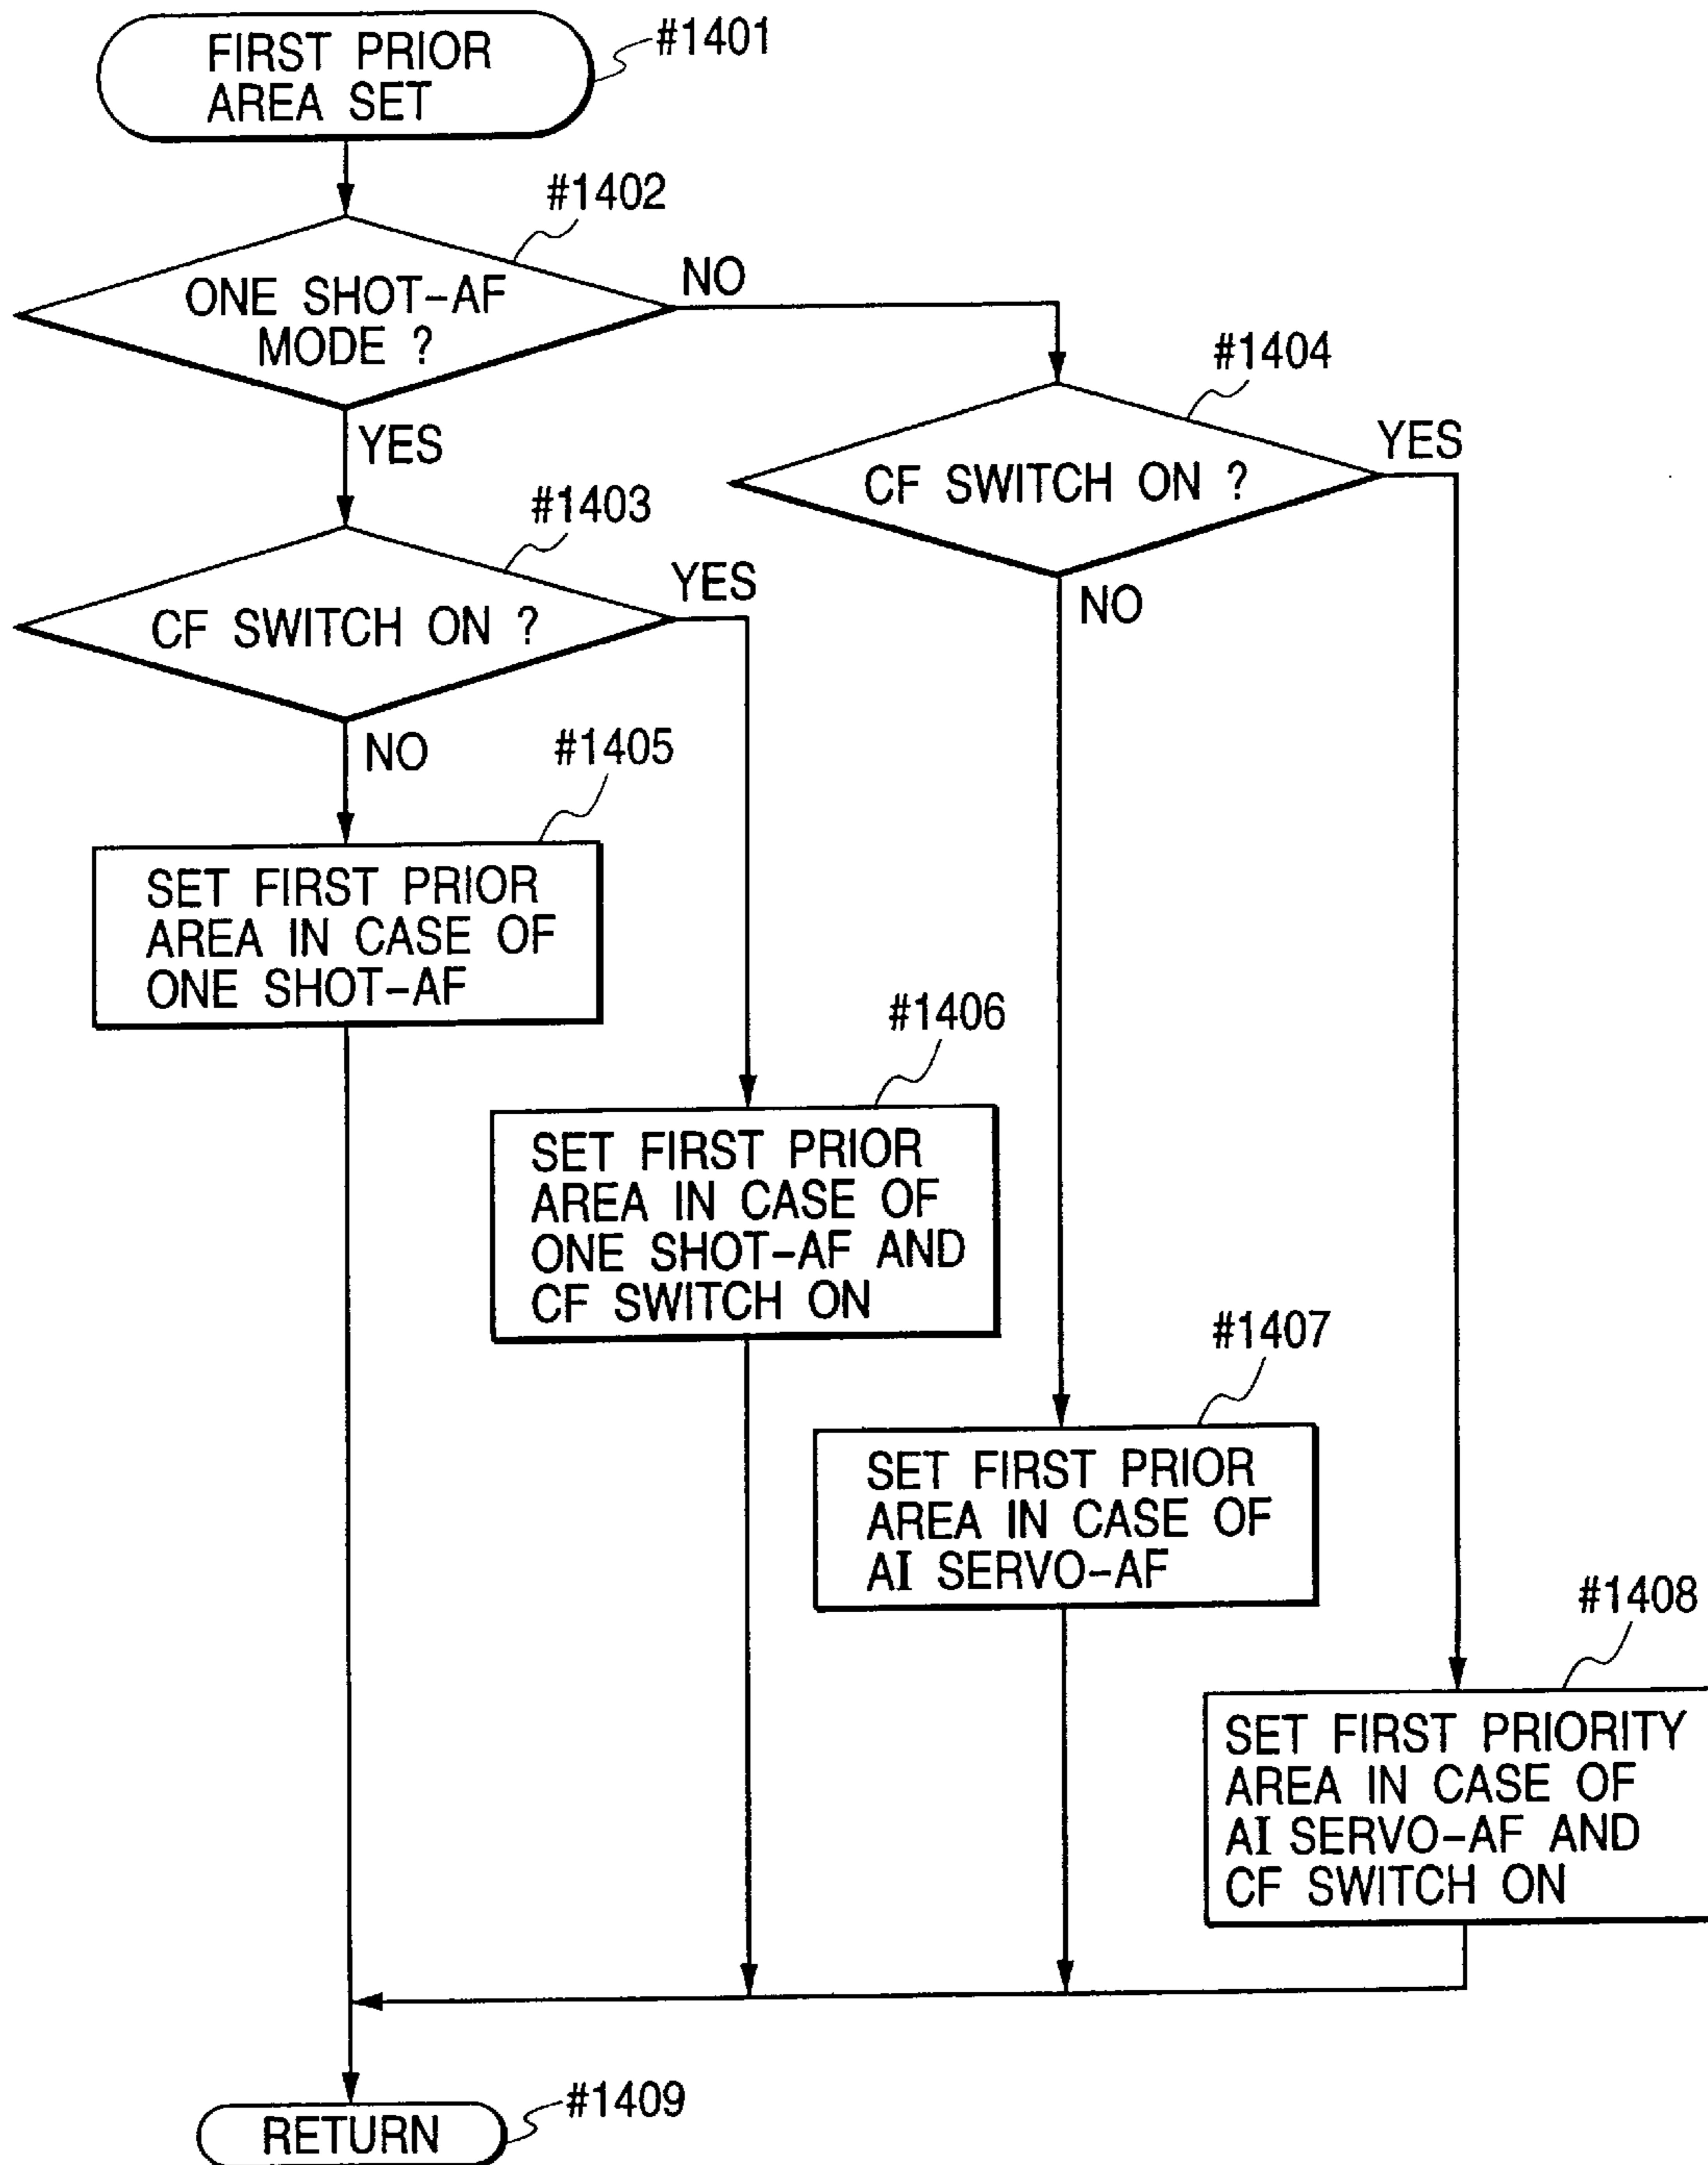 FIRST PRIOR
AREA SET
#1401
#1402
ONE SHOT-AF
MODE ?
NO
YES
#1404
CF SWITCH ON ?
YES
NO
#1403
CF SWITCH ON ?
YES
NO
#1405
SET FIRST PRIOR
AREA IN CASE OF
ONE SHOT-AF
#1406
SET FIRST PRIOR
AREA IN CASE OF
ONE SHOT-AF AND
CF SWITCH ON
#1407
SET FIRST PRIOR
AREA IN CASE OF
AI SERVO-AF
#1408
SET FIRST PRIORITY
AREA IN CASE OF
AI SERVO-AF AND
CF SWITCH ON
RETURN
#1409